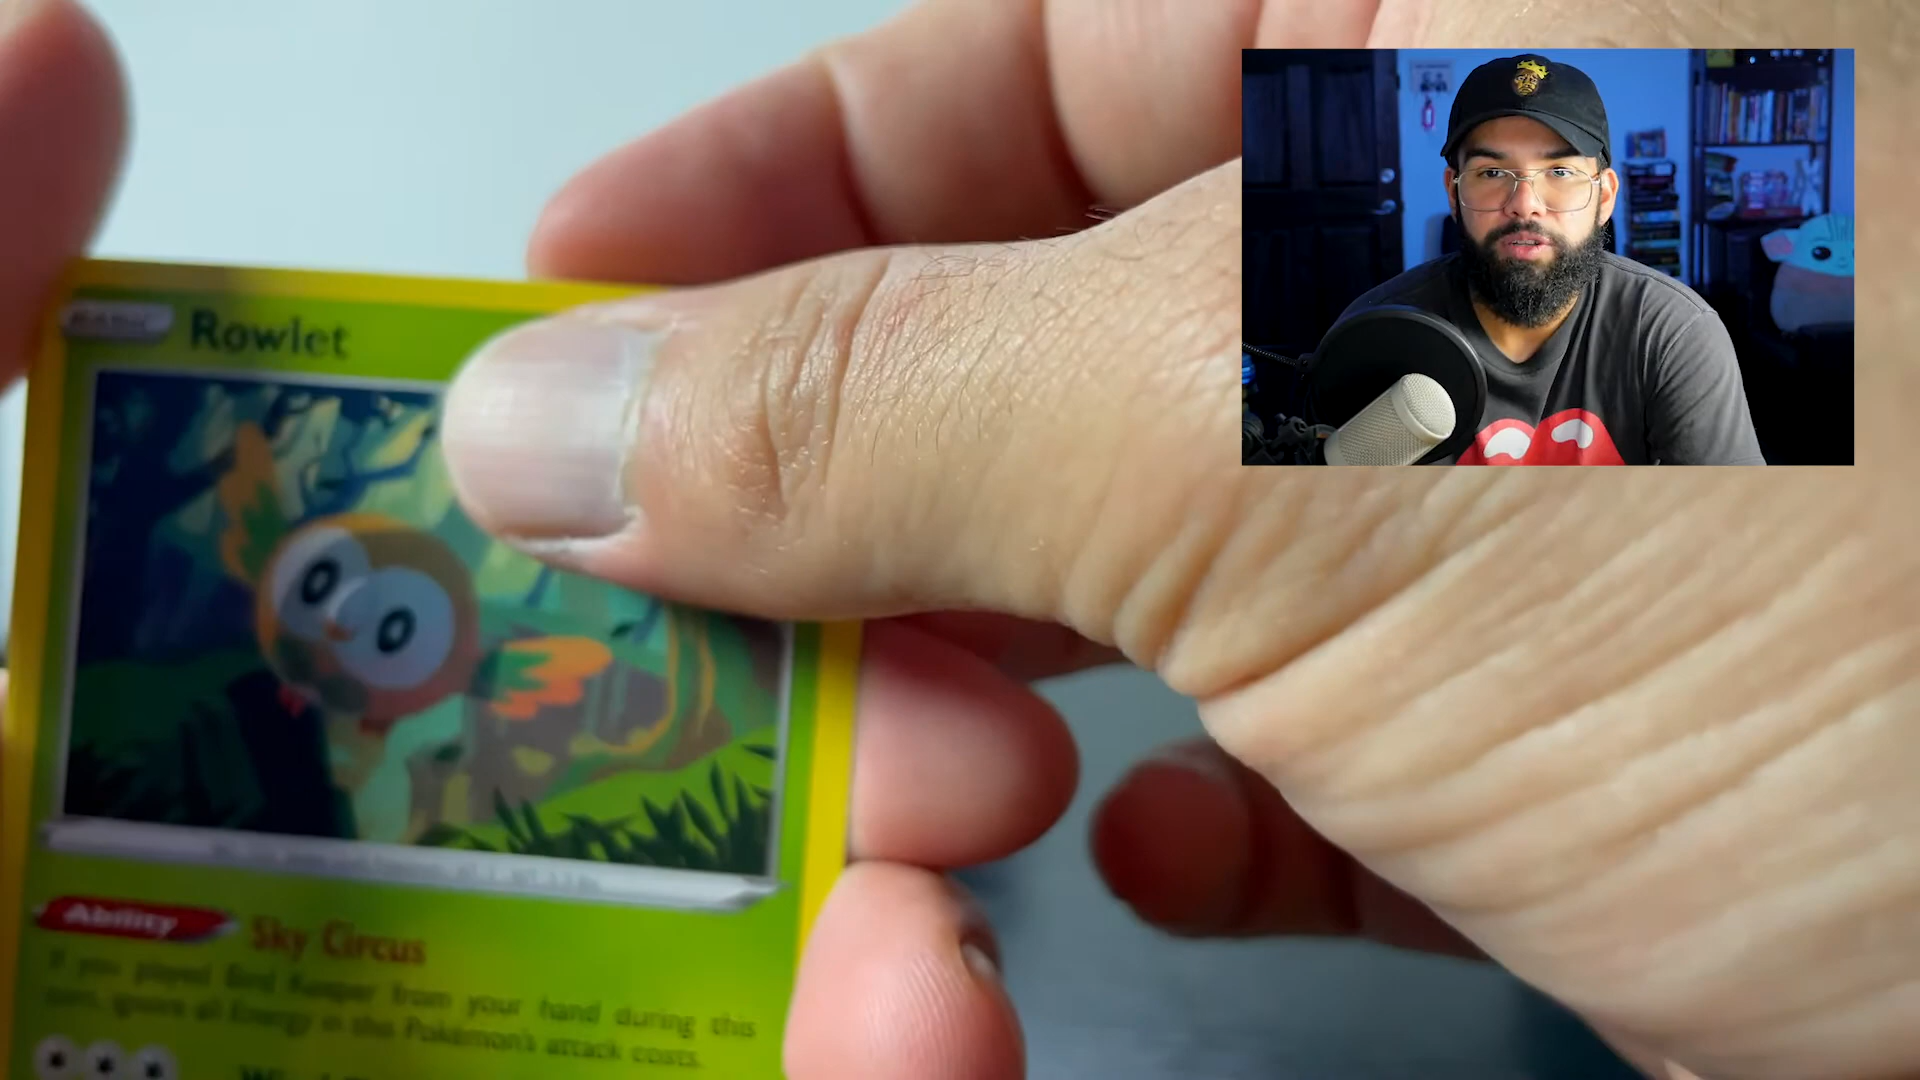 Rowlet
Ability Sky Circus
If you played Bird Keeper from your hand during this
turn, ignore all Energy in this Pokémon's attack costs.